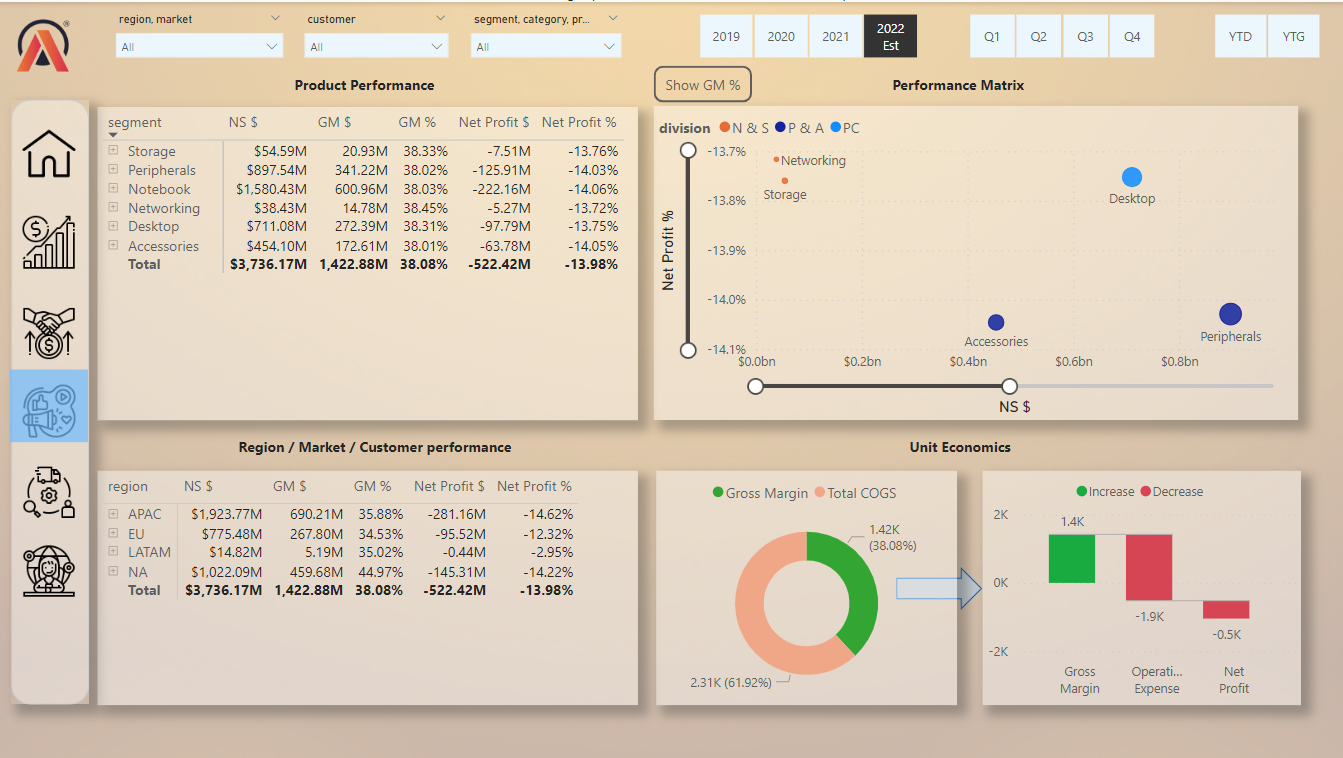 region, market
customer
segment, category, pr...
All
All
All
2019
2020
2021
2022
Est
Q1
Q2
Q3
Q4
YTD
YTG
Product Performance
segment NS $ GM $ GM % Net Profit $ Net Profit %
Storage $54.59M 20.93M 38.33% -7.51M -13.76%
Peripherals $897.54M 341.22M 38.02% -125.91M -14.03%
Notebook $1,580.43M 600.96M 38.03% -222.16M -14.06%
Networking $38.43M 14.78M 38.45% -5.27M -13.72%
Desktop $711.08M 272.39M 38.31% -97.79M -13.75%
Accessories $454.10M 172.61M 38.01% -63.78M -14.05%
Total $3,736.17M 1,422.88M 38.08% -522.42M -13.98%
Show GM %
Performance Matrix
division N & S P & A PC
Net Profit %
-13.7%
-13.8%
-13.9%
-14.0%
-14.1%
Networking
Storage
Desktop
Accessories
Peripherals
$0.0bn $0.2bn $0.4bn $0.6bn $0.8bn
NS $
Region / Market / Customer performance
region NS $ GM $ GM % Net Profit $ Net Profit %
APAC $1,923.77M 690.21M 35.88% -281.16M -14.62%
EU $775.48M 267.80M 34.53% -95.52M -12.32%
LATAM $14.82M 5.19M 35.02% -0.44M -2.95%
NA $1,022.09M 459.68M 44.97% -145.31M -14.22%
Total $3,736.17M 1,422.88M 38.08% -522.42M -13.98%
Unit Economics
Gross Margin Total COGS
1.42K
(38.08%)
2.31K (61.92%)
Increase Decrease
2K
0K
-2K
1.4K
-1.9K
-0.5K
Gross
Margin
Operati...
Expense
Net
Profit